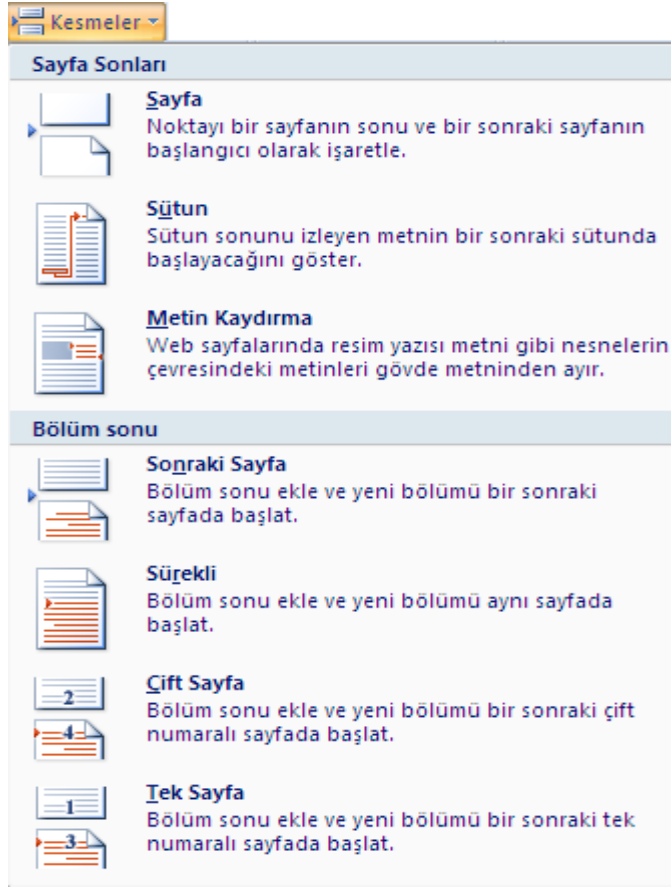 Kesmeler
Sayfa Sonları
Sayfa
Noktayı bir sayfanın sonu ve bir sonraki sayfanın
başlangıcı olarak işaretle.
Sütun
Sütun sonunu izleyen metnin bir sonraki sütunda
başlayacağını göster.
Metin Kaydırma
Web sayfalarında resim yazısı metni gibi nesnelerin
çevresindeki metinleri gövde metninden ayır.
Bölüm sonu
Sonraki Sayfa
Bölüm sonu ekle ve yeni bölümü bir sonraki
sayfada başlat.
Sürekli
Bölüm sonu ekle ve yeni bölümü aynı sayfada
başlat.
2
4
Çift Sayfa
Bölüm sonu ekle ve yeni bölümü bir sonraki çift
numaralı sayfada başlat.
1
3
Tek Sayfa
Bölüm sonu ekle ve yeni bölümü bir sonraki tek
numaralı sayfada başlat.